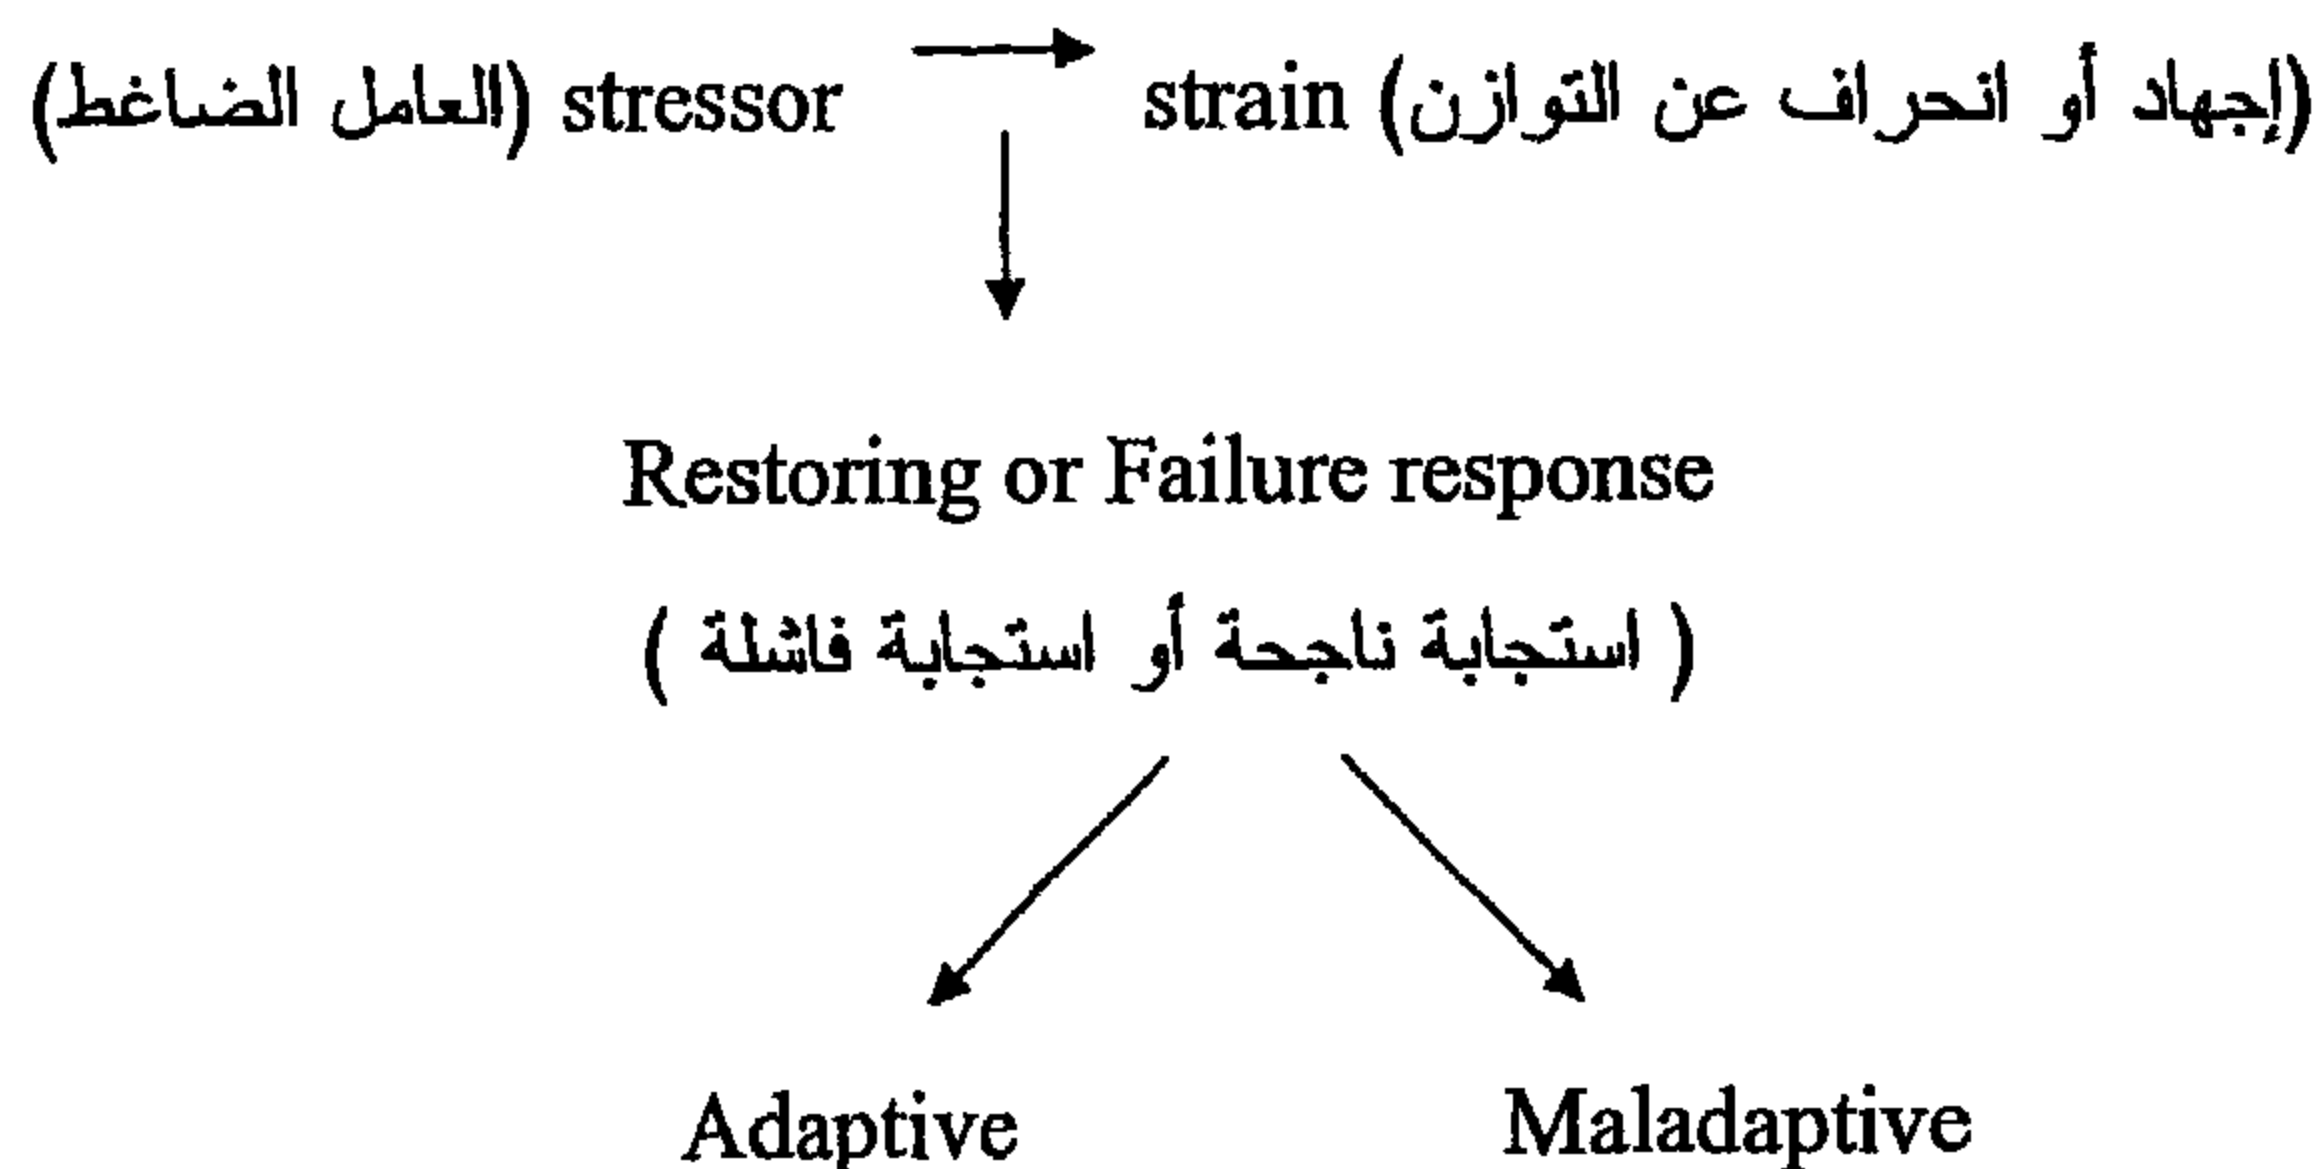 (العامل الضاغط) stressor strain (إجهاد أو انحراف عن التوازن)
Restoring or Failure response
( استجابة ناجحة أو استجابة فاشلة )
Adaptive Maladaptive